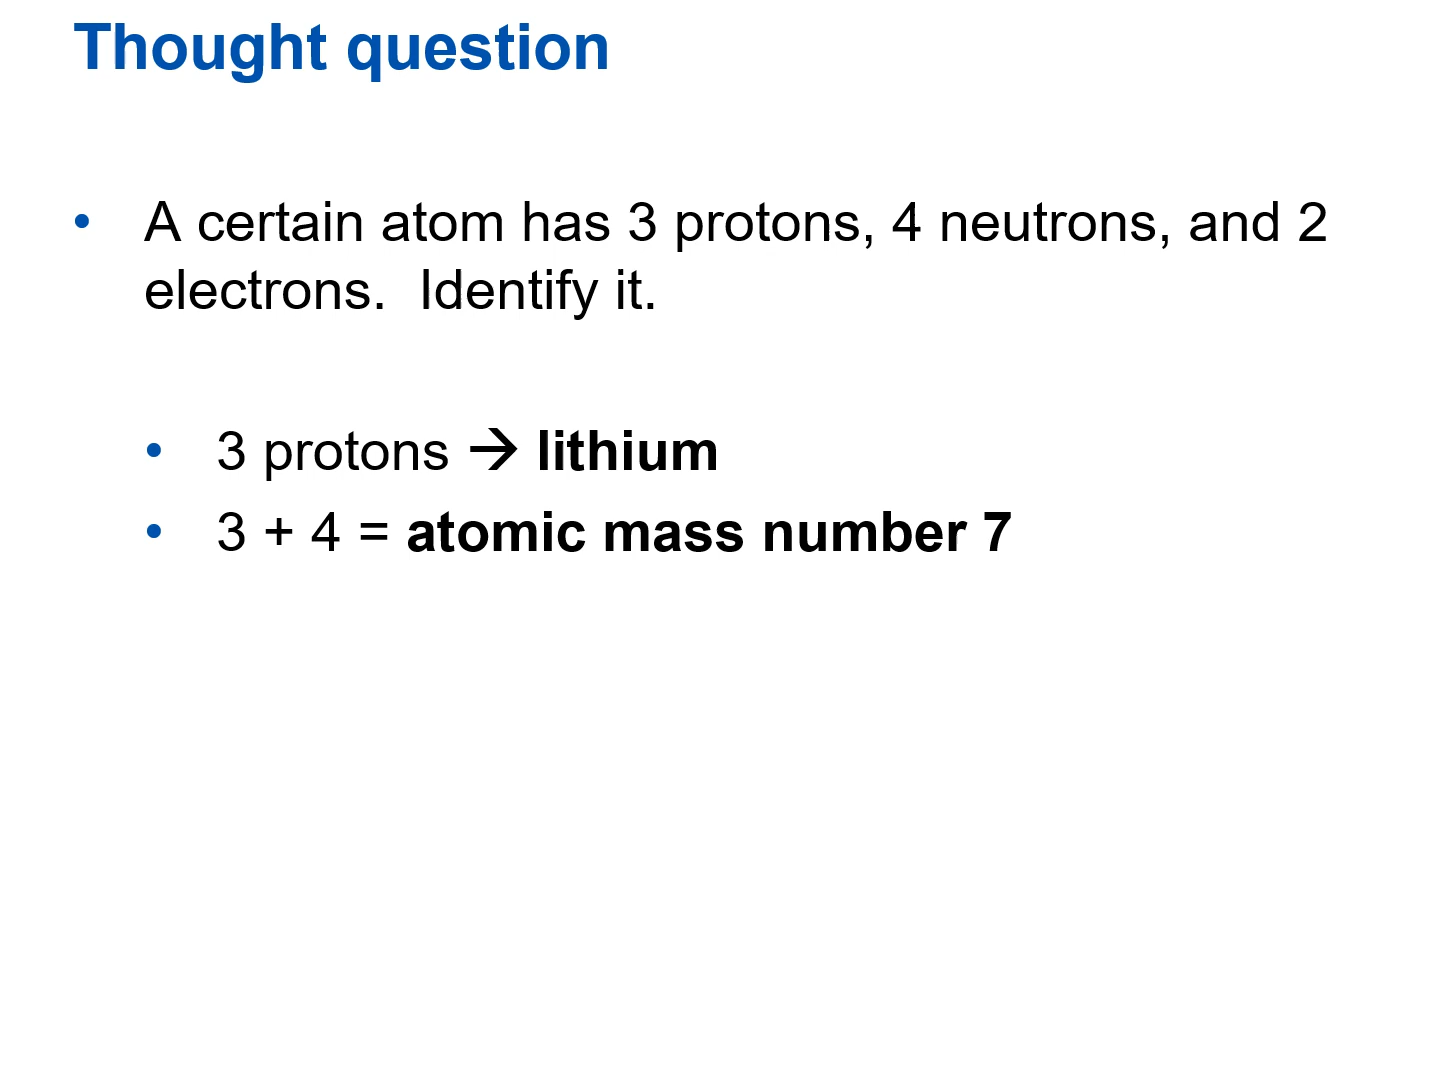 Thought question
• A certain atom has 3 protons, 4 neutrons, and 2
electrons.  Identify it.
• 3 protons → lithium
• 3 + 4 = atomic mass number 7